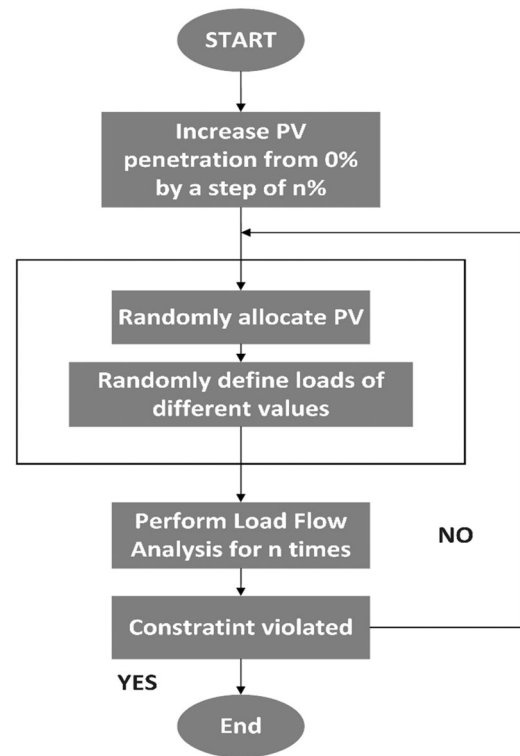 START
Increase PV
penetration from 0%
by a step of n%
Randomly allocate PV
Randomly define loads of
different values
Perform Load Flow
Analysis for n times
NO
Constratint violated
YES
End